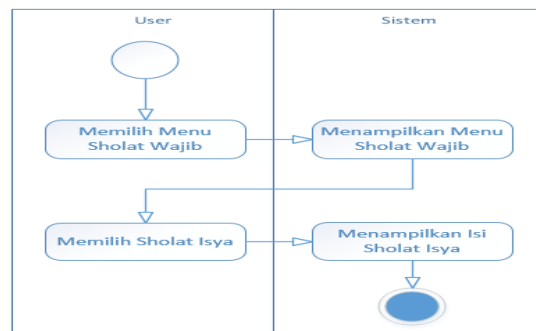 User
Sistem
Memilih Menu
Sholat Wajib
Menampilkan Menu
Sholat Wajib
Memilih Sholat Isya
Menampilkan Isi
Sholat Isya